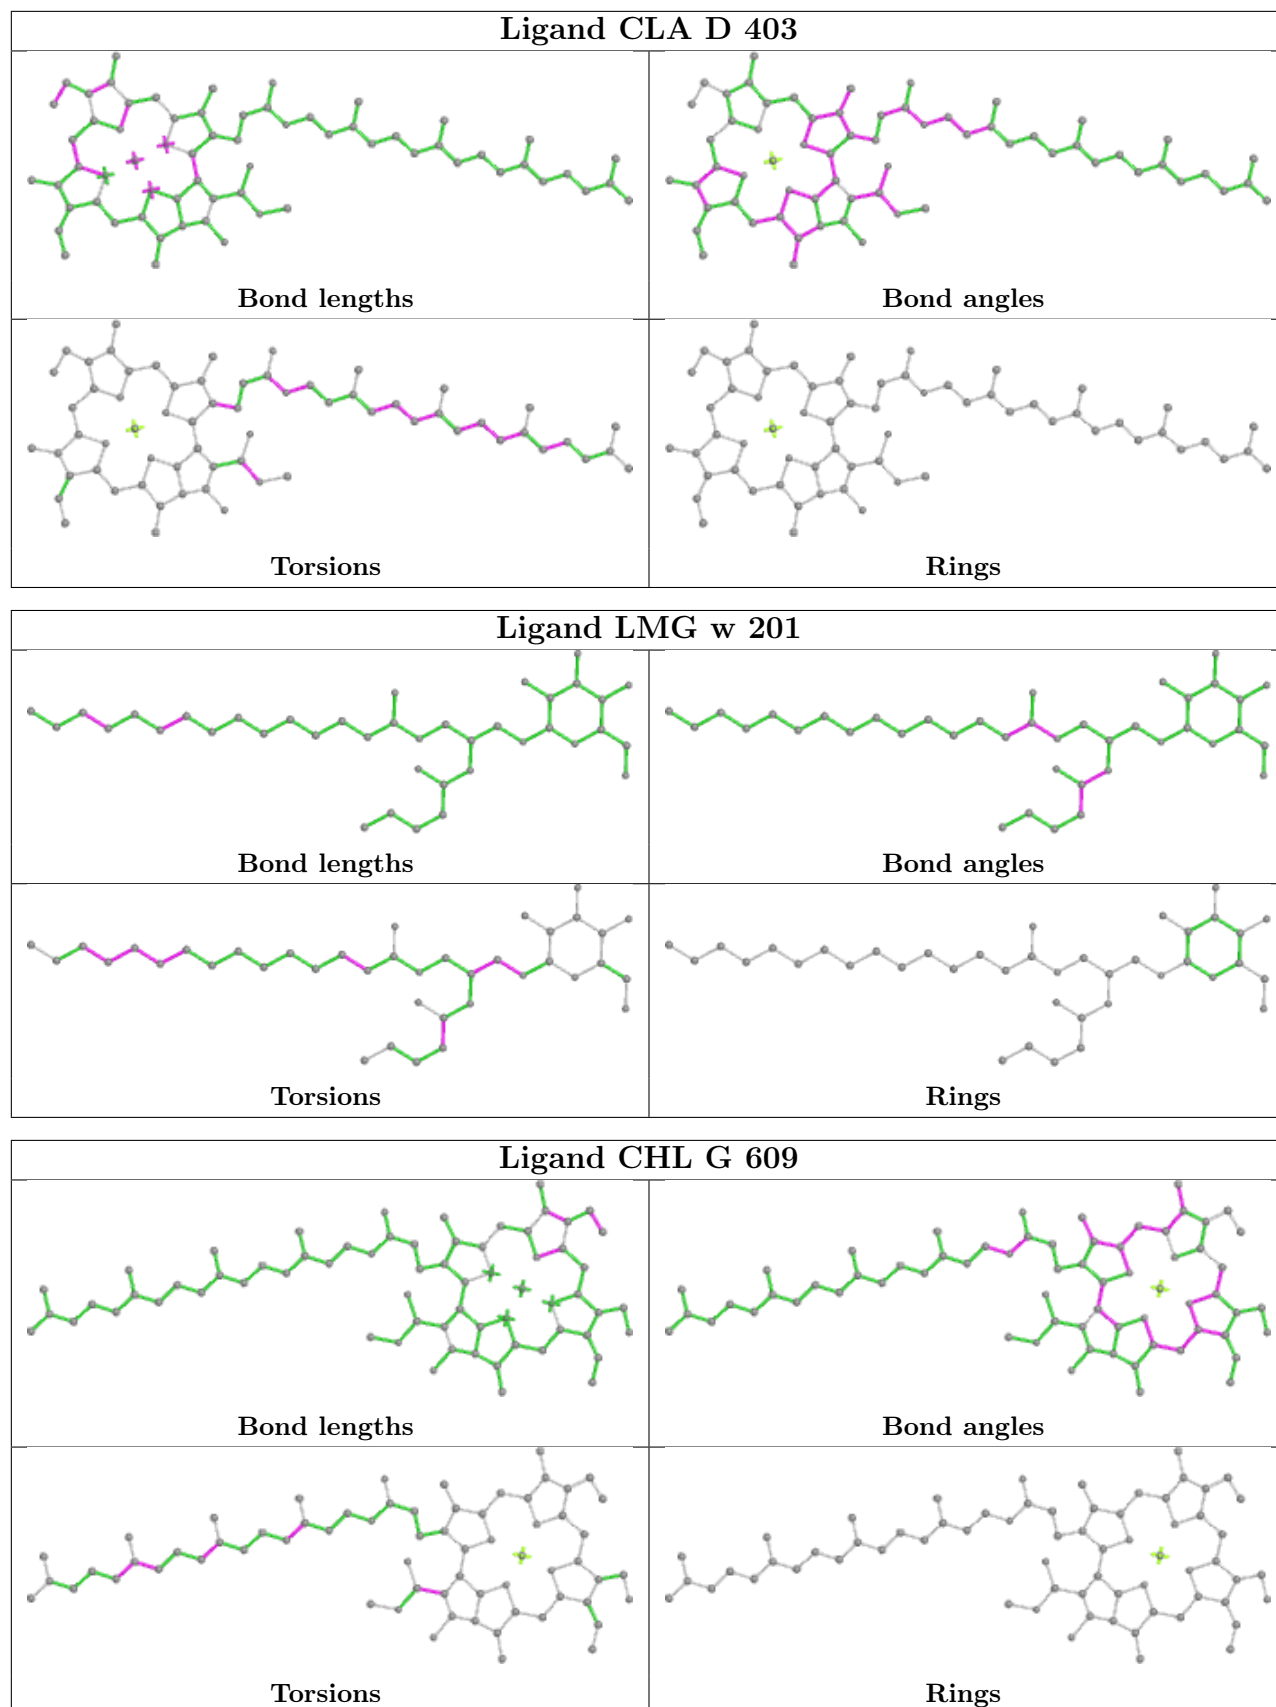 Ligand CLA D 403
Bond lengths
Bond angles
Torsions
Rings
Ligand LMG w 201
Bond lengths
Bond angles
Torsions
Rings
Ligand CHL G 609
Bond lengths
Bond angles
Torsions
Rings